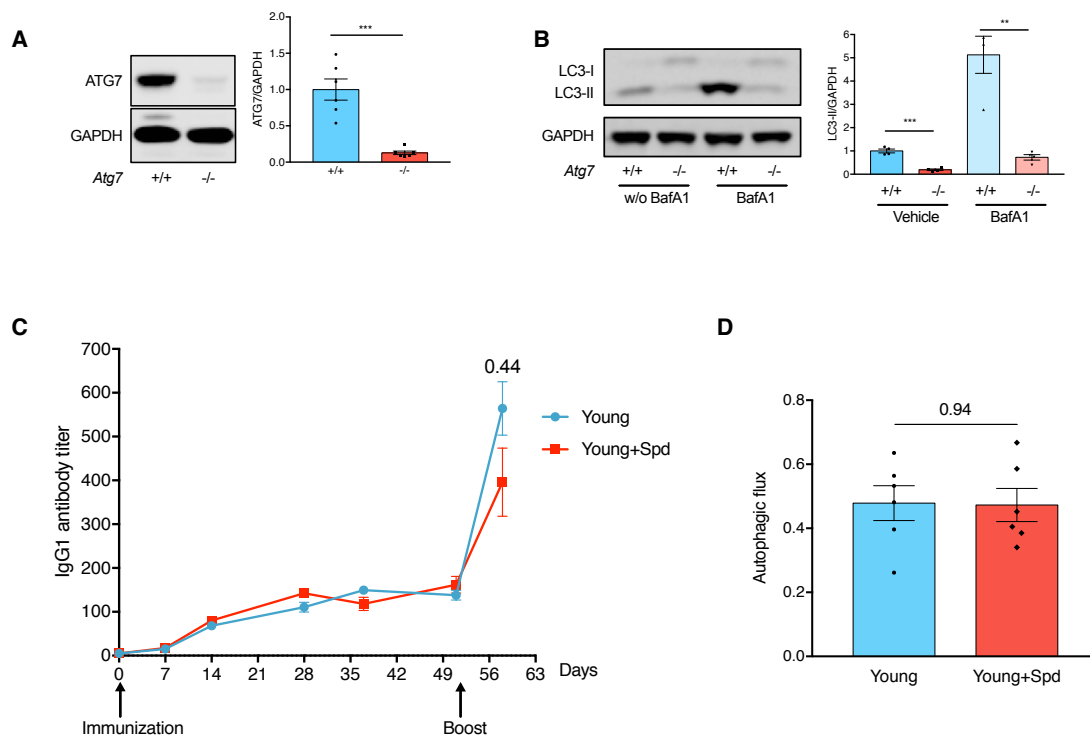 A
ATG7
GAPDH
Atg7 +/+ -/-
ATG7/GAPDH
2.0
1.5
1.0
0.5
0.0
***
+/+ -/-
B
LC3-I
LC3-II
GAPDH
Atg7 +/+ -/- +/+ -/-
w/o BafA1 BafA1
LC3-II/GAPDH
6
5
4
3
2
1
0
***
**
+/+ -/- +/+ -/-
Vehicle BafA1
C
IgG1 antibody titer
700
600
500
400
300
200
100
0
0.44
Young
Young+Spd
0 7 14 21 28 35 42 49 56 63 Days
Immunization Boost
D
Autophagic flux
0.8
0.6
0.4
0.2
0.0
0.94
Young Young+Spd